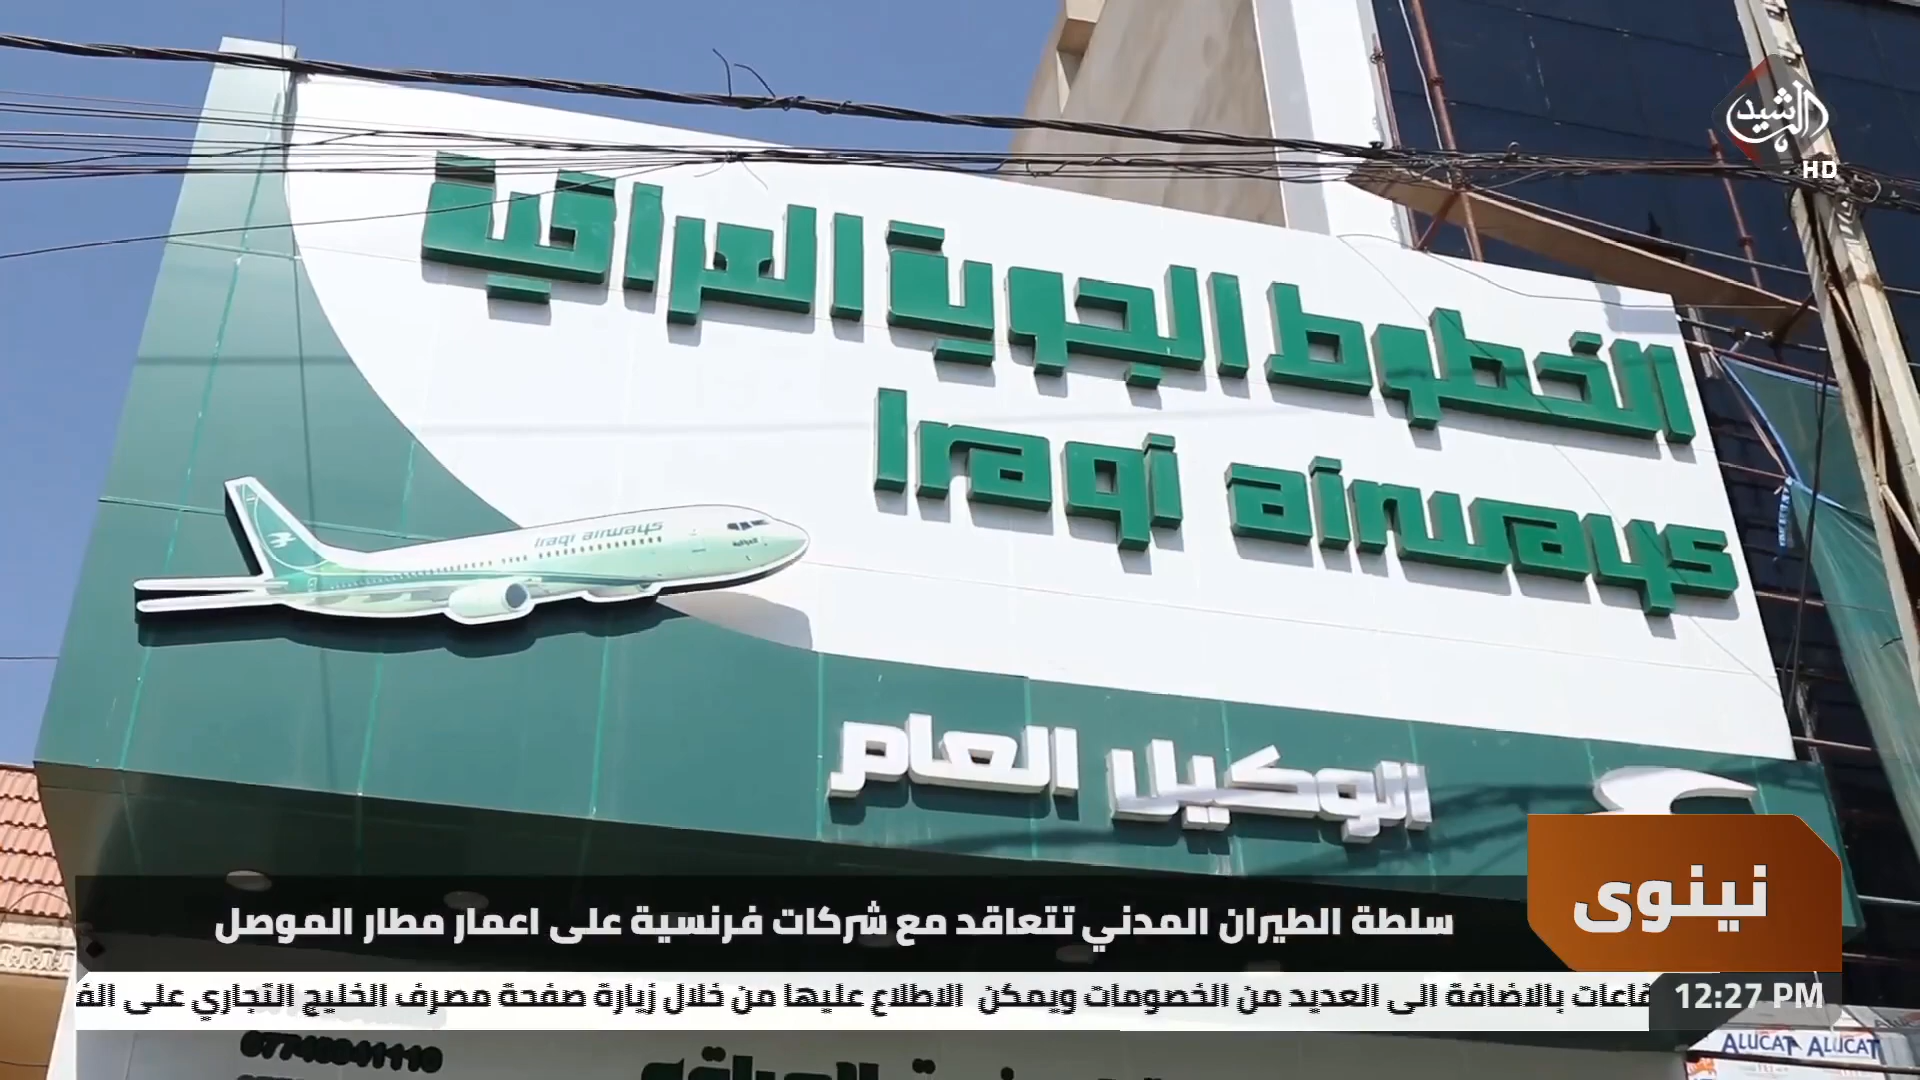 الرشيد
HD
الخطوط الجوية العراقية
Iraqi airways
Iraqi airways
الوكيل العام
نينوى
سلطة الطيران المدني تتعاقد مع شركات فرنسية على اعمار مطار الموصل
بالاضافة الى العديد من الخصومات ويمكن الاطلاع عليها من خلال زيارة صفحة مصرف الخليج التجاري على
12:27 PM
ALUCAT ALUCAT